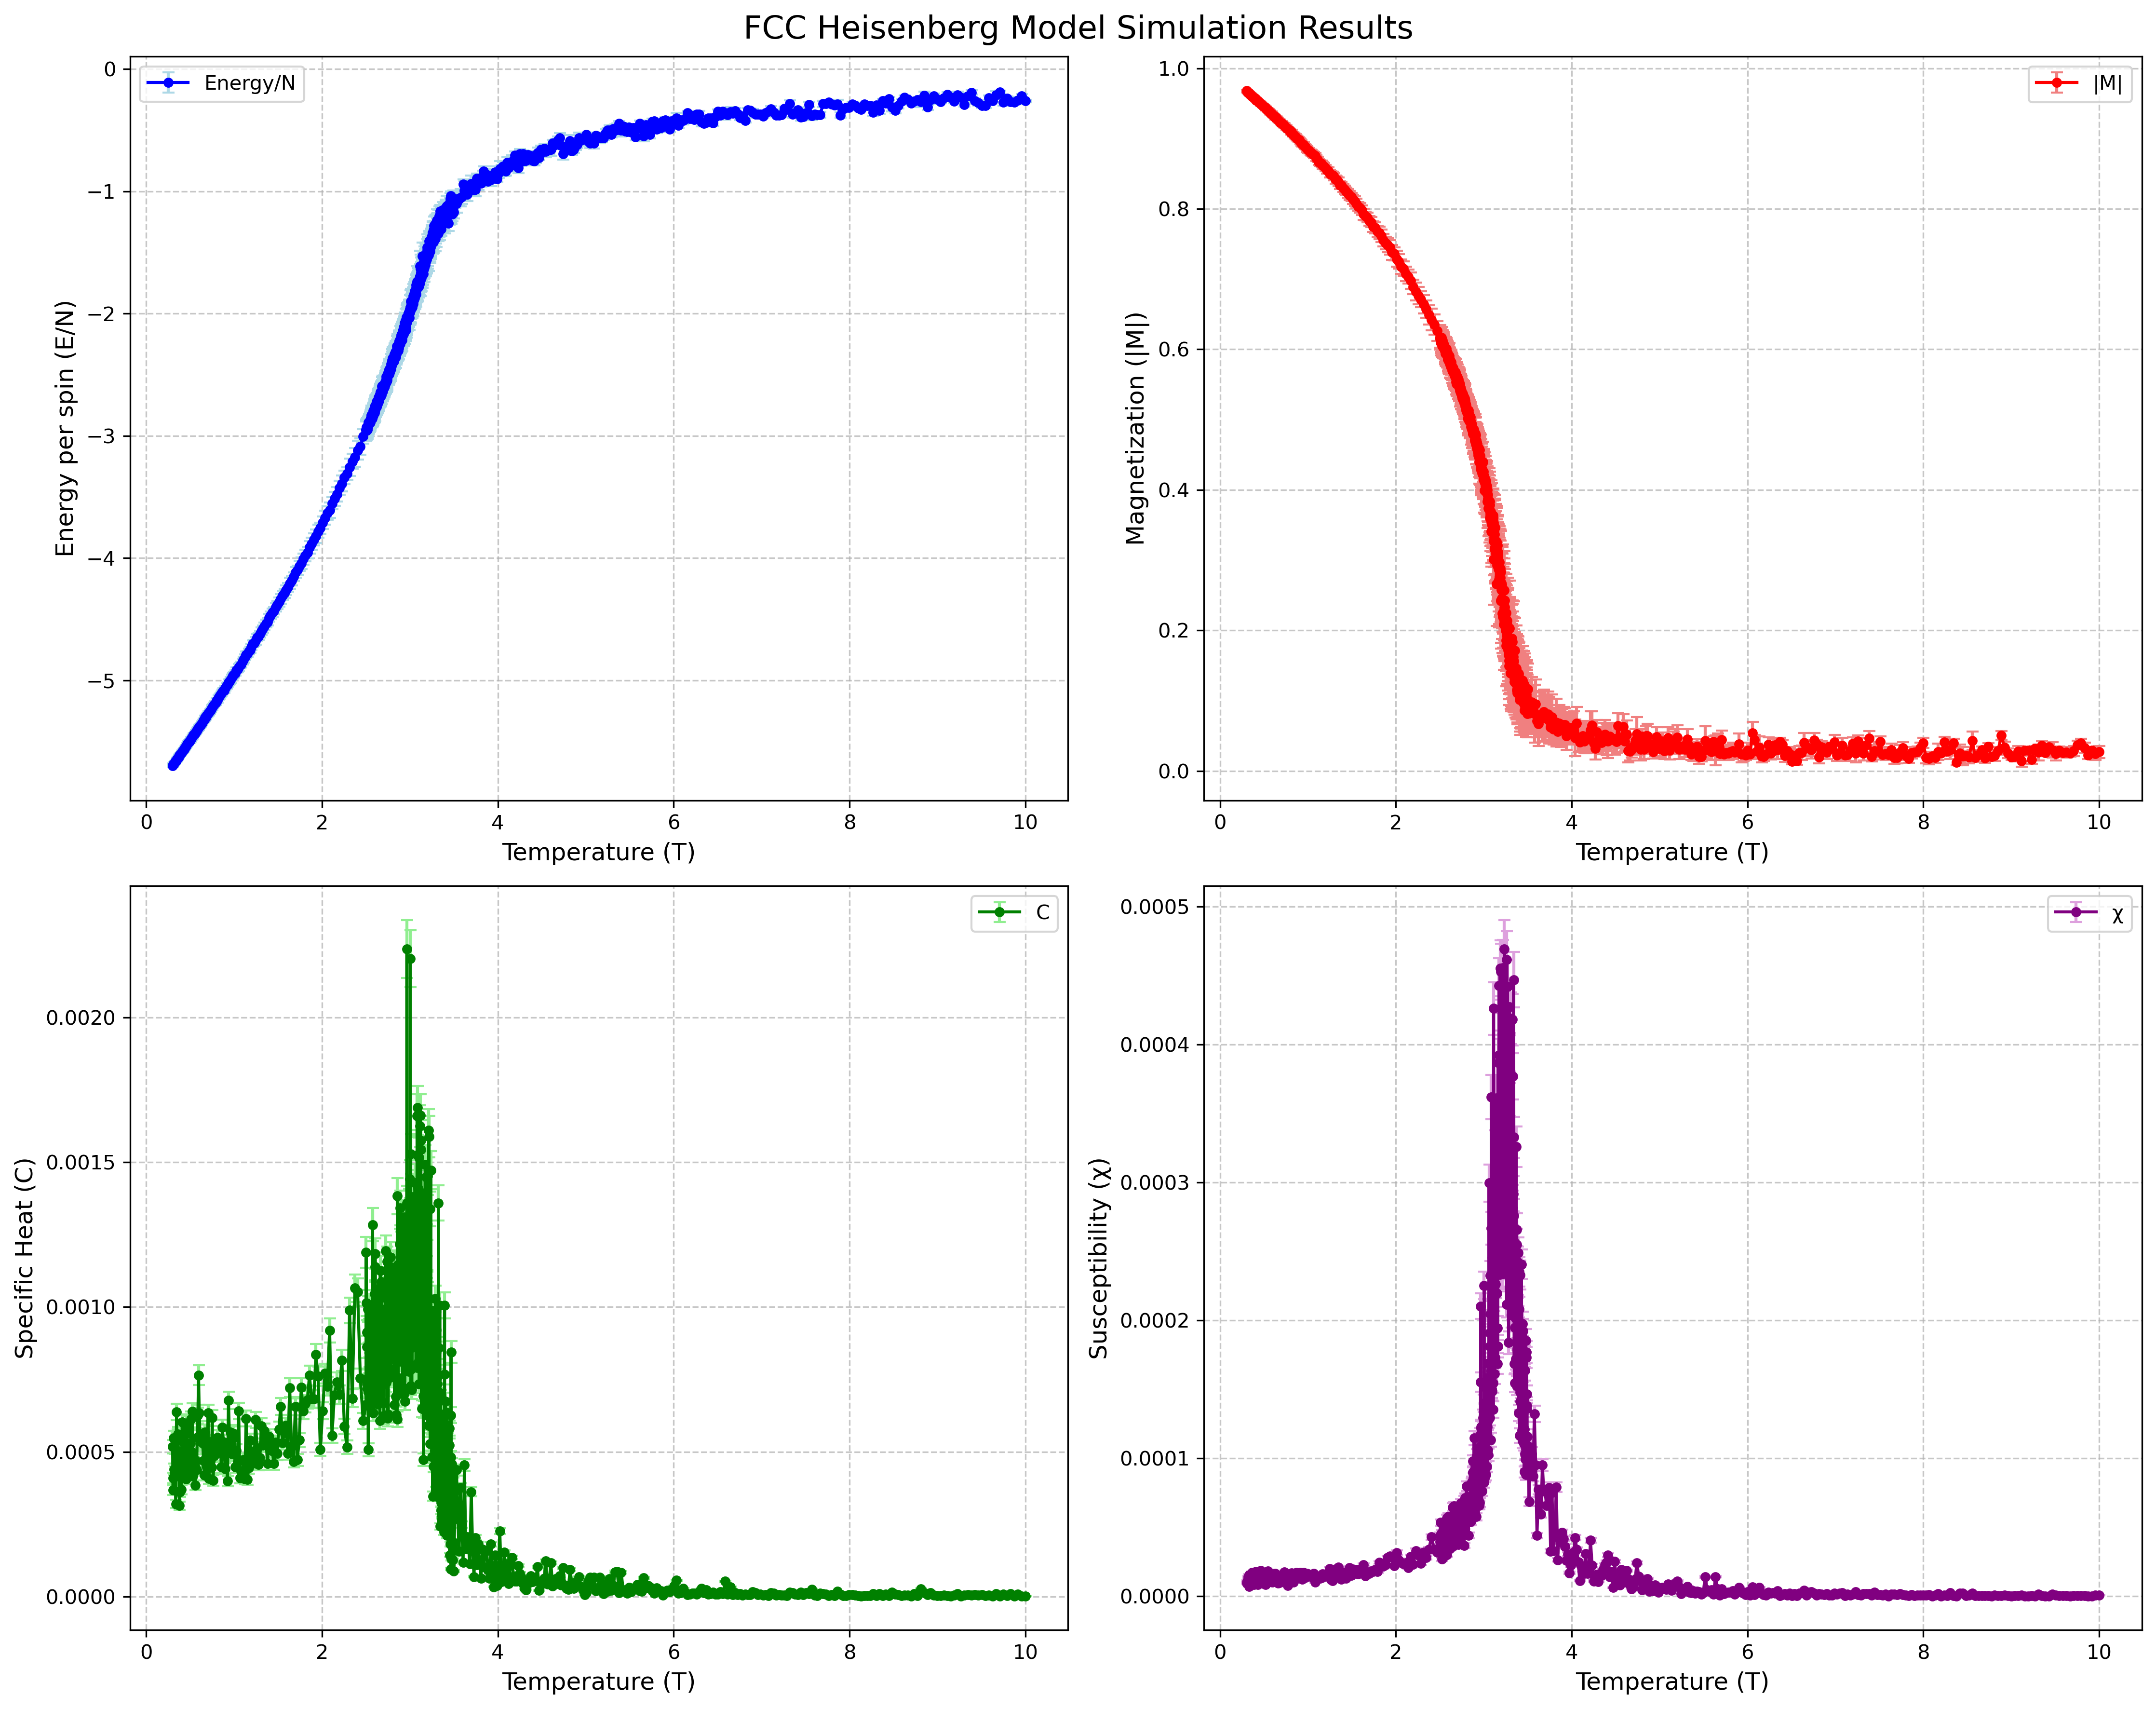 FCC Heisenberg Model Simulation Results
Energy/N
Energy per spin (E/N)
0
−1
−2
−3
−4
−5
0 2 4 6 8 10
Temperature (T)
|M|
Magnetization (|M|)
1.0
0.8
0.6
0.4
0.2
0.0
0 2 4 6 8 10
Temperature (T)
C
Specific Heat (C)
0.0020
0.0015
0.0010
0.0005
0.0000
0 2 4 6 8 10
Temperature (T)
χ
Susceptibility (χ)
0.0005
0.0004
0.0003
0.0002
0.0001
0.0000
0 2 4 6 8 10
Temperature (T)